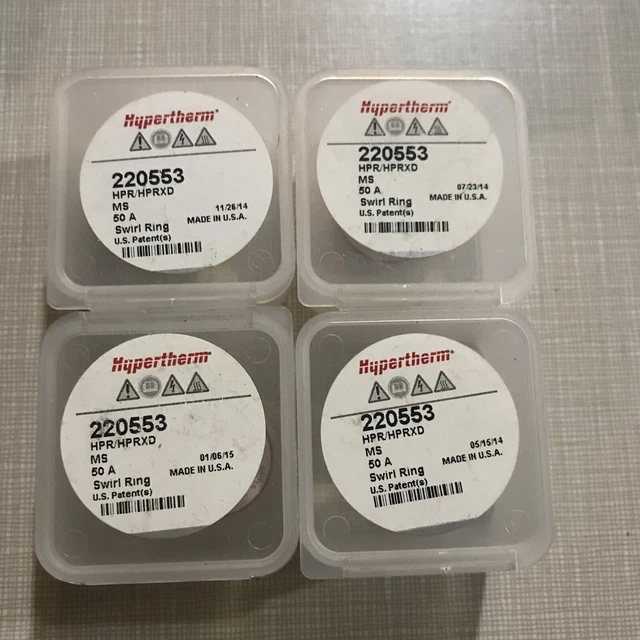 Hypertherm
220553
HPR/HPRXD
MS
50 A
11/26/14
Swirl Ring
MADE IN U.S.A.
U.S. Patent(s)
Hypertherm
220553
HPR/HPRXD
MS
50 A
07/23/14
Swirl Ring
MADE IN U.S.A.
U.S. Patent(s)
Hypertherm
220553
HPR/HPRXD
MS
50 A
01/06/15
Swirl Ring
MADE IN U.S.A.
U.S. Patent(s)
Hypertherm
220553
HPR/HPRXD
MS
50 A
05/15/14
Swirl Ring
MADE IN U.S.A.
U.S. Patent(s)